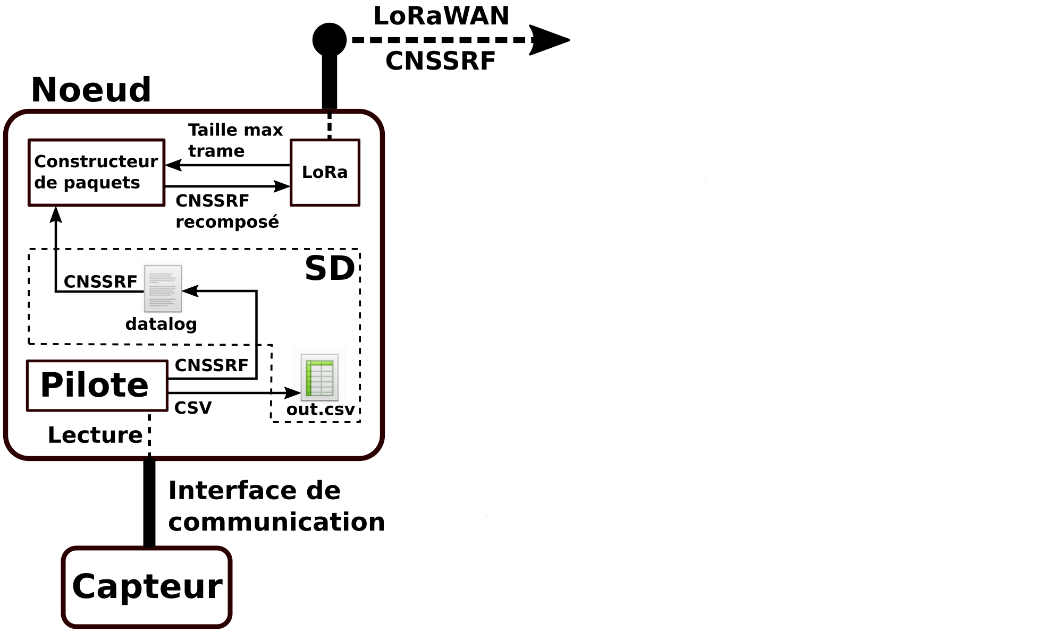 LoRaWAN
CNSSRF
Noeud
Taille max
trame
Constructeur
de paquets
LoRa
CNSSRF
recomposé
SD
CNSSRF
datalog
CNSSRF
Pilote
CSV
out.csv
Lecture
Interface de
communication
Capteur